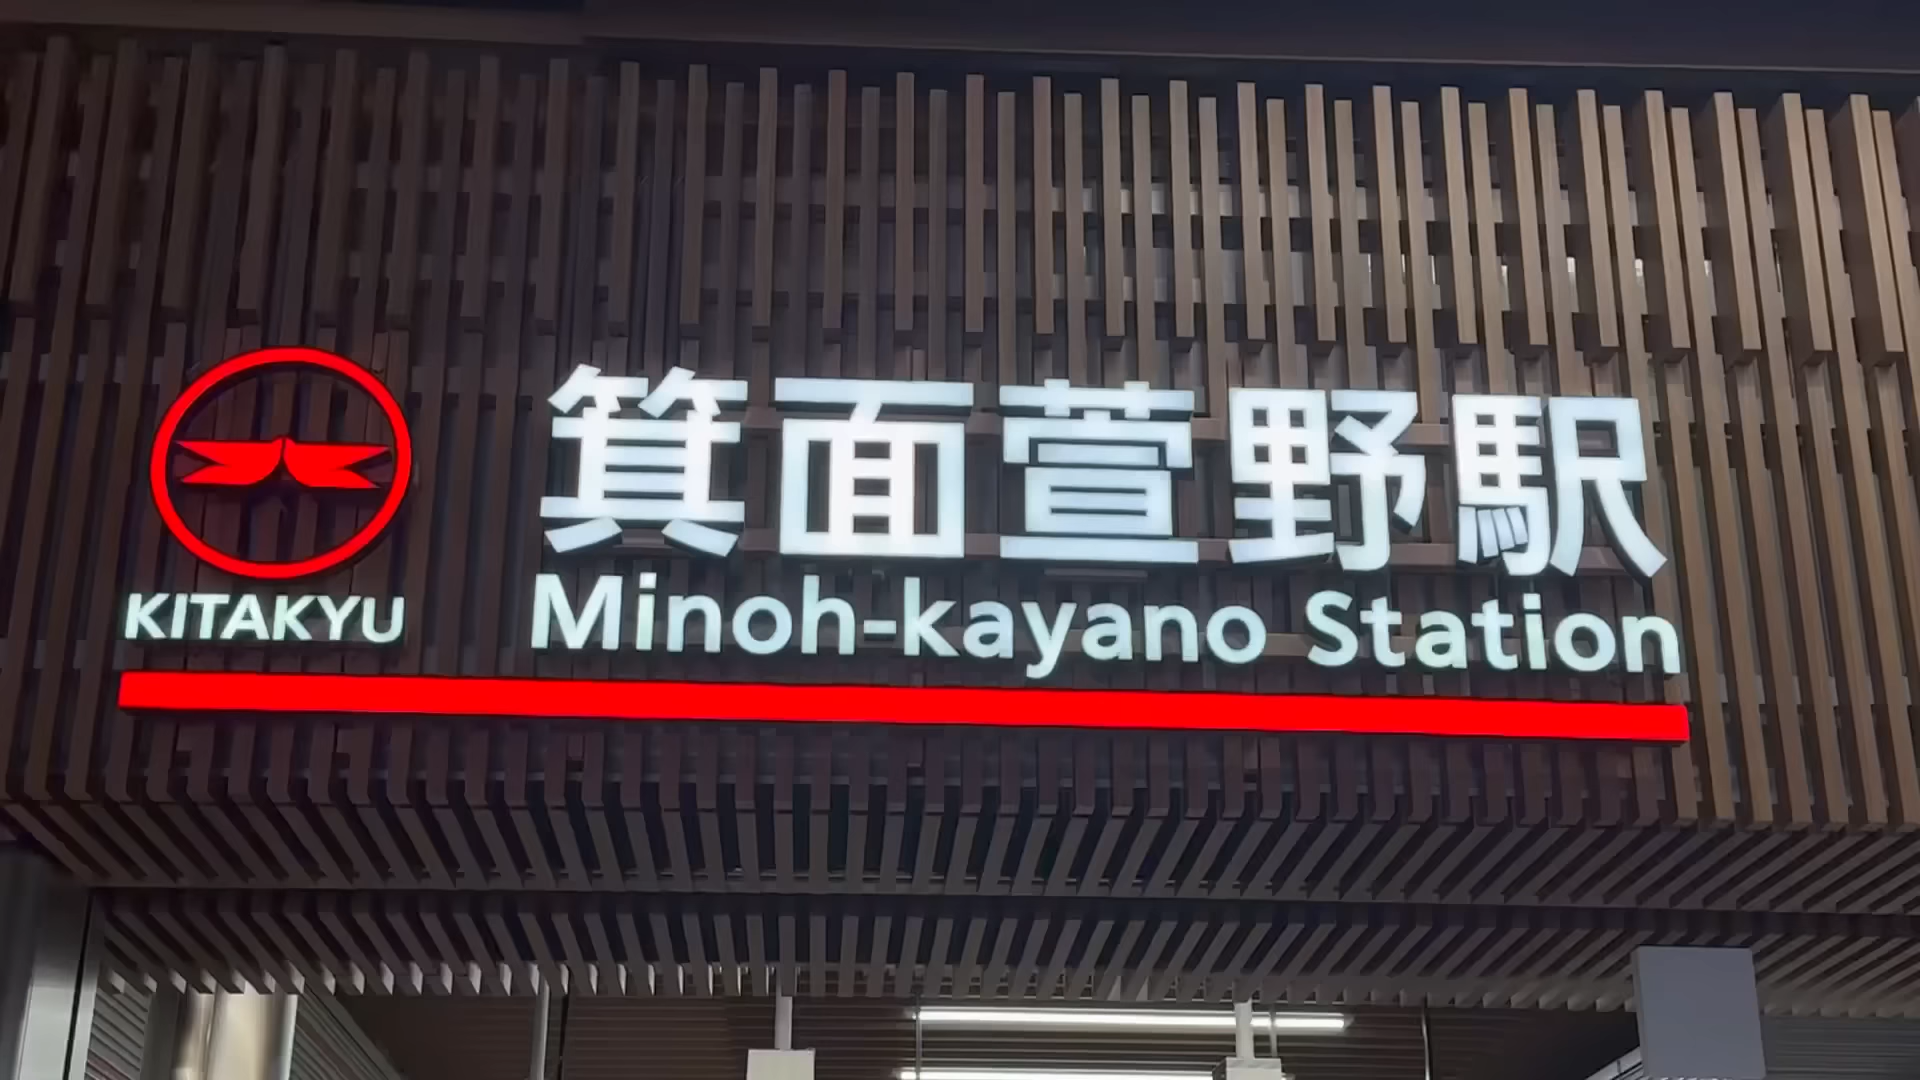 箕面萱野駅
KITAKYU
Minoh-kayano Station